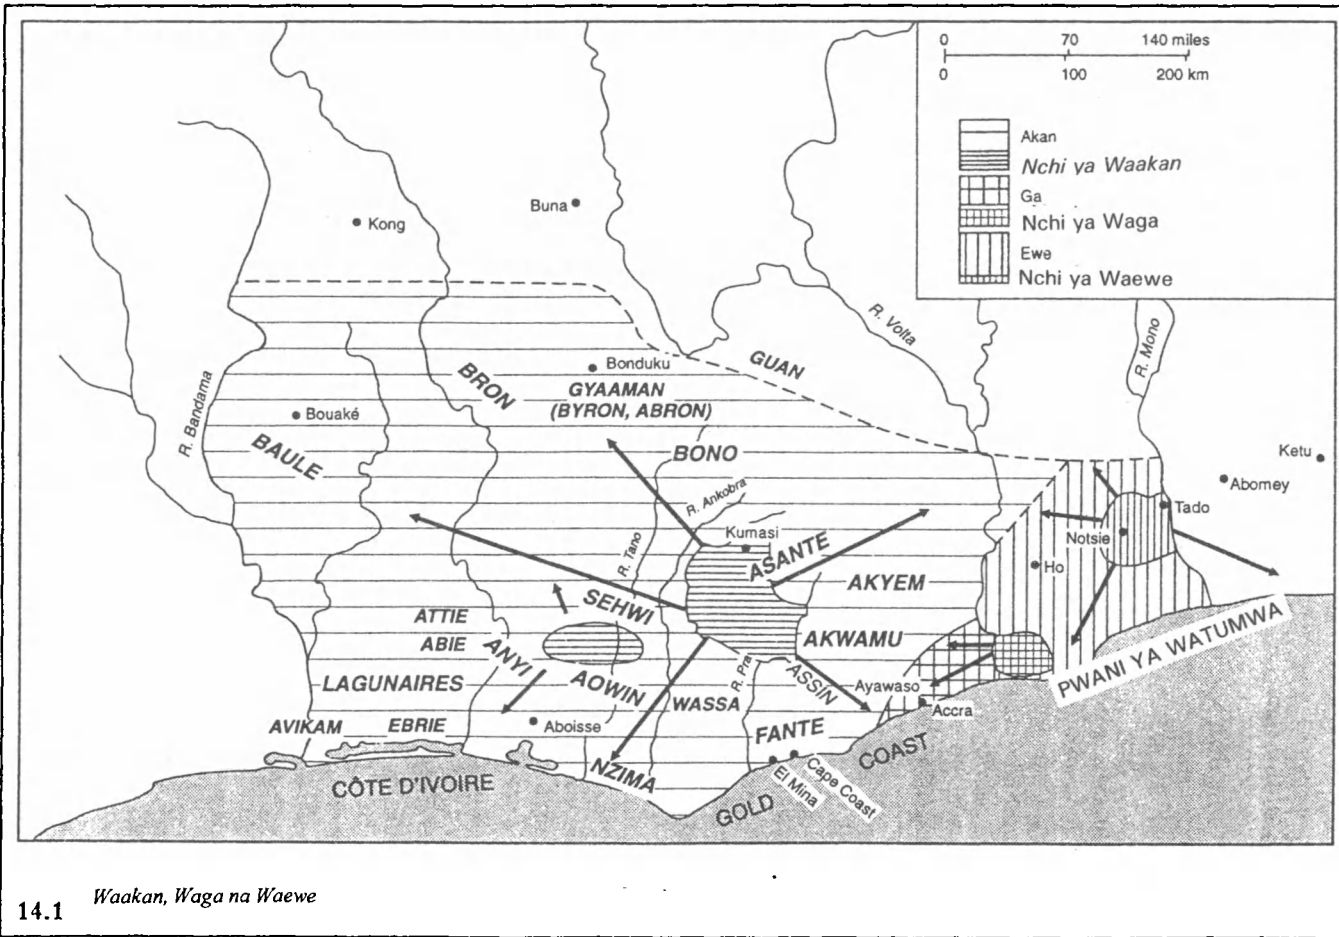 0 70 140 miles
0 100 200 km
Akan
Nchi ya Waakan
Ga
Nchi ya Waga
Ewe
Nchi ya Waewe
Buna
Kong
R. Volta
R. Mono
GUAN
Bonduku
BRON
GYAAMAN
(BYRON, ABRON)
R. Bandama
Bouaké
BAULE
BONO
Ketu
Abomey
R. Ankobra
Tado
Kumasi
Notsie
R. Tano
ASANTE
Ho
AKYEM
SEHWI
ATTIE
ABIE
ANYI
AKWAMU
PWANI YA WATUMWA
R. Pra
ASSIN
LAGUNAIRES
AOWIN
WASSA
Ayawaso
Accra
AVIKAM
EBRIE
Aboisse
FANTE
COAST
NZIMA
El Mina
Cape Coast
CÔTE D'IVOIRE
GOLD
14.1 Waakan, Waga na Waewe